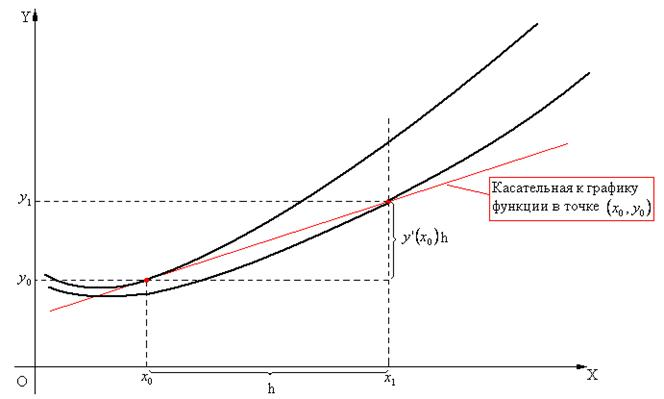 Y
y₁
Касательная к графику
функции в точке (x₀, y₀)
y'(x₀)h
y₀
O
x₀
h
x₁
X